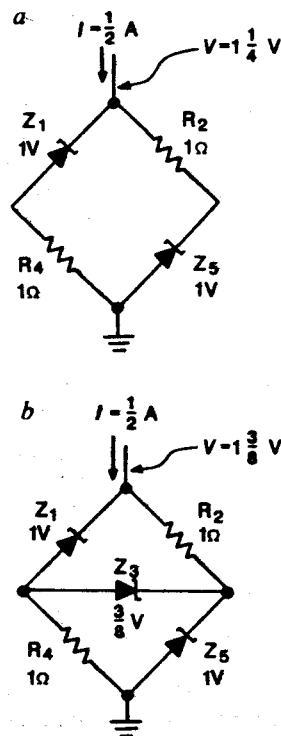 a
I = 1/2 A
V = 1 1/4 V
Z1
1V
R2
1Ω
R4
1Ω
Z5
1V
b
I = 1/2 A
V = 1 3/8 V
Z1
1V
R2
1Ω
Z3
3/8 V
R4
1Ω
Z5
1V